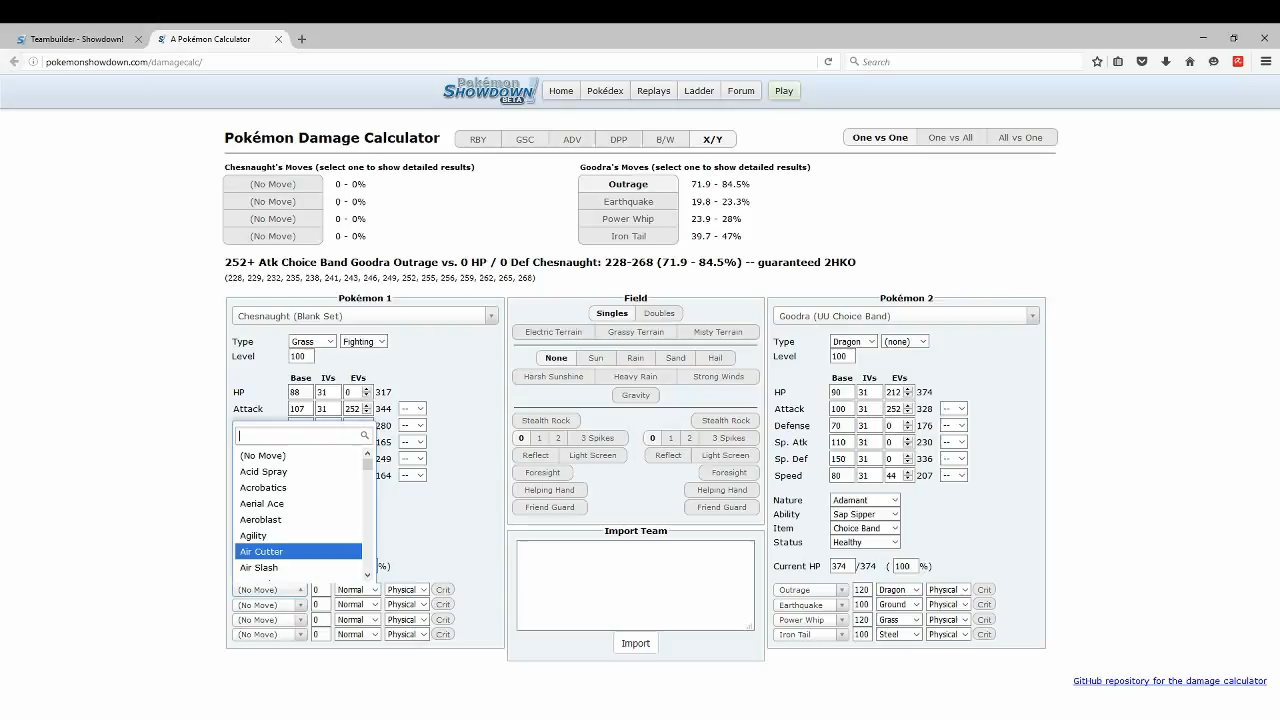 Teambuilder - Showdown!
A Pokémon Calculator
pokemonshowdown.com/damagecalc/
Search
Pokémon
SHOWDOWN
BETA
Home Pokédex Replays Ladder Forum Play
Pokémon Damage Calculator
RBY GSC ADV DPP B/W X/Y
One vs One One vs All All vs One
Chesnaught's Moves (select one to show detailed results)
(No Move) 0 - 0%
(No Move) 0 - 0%
(No Move) 0 - 0%
(No Move) 0 - 0%
Goodra's Moves (select one to show detailed results)
Outrage 71.9 - 84.5%
Earthquake 19.8 - 23.3%
Power Whip 23.9 - 28%
Iron Tail 39.7 - 47%
252+ Atk Choice Band Goodra Outrage vs. 0 HP / 0 Def Chesnaught: 228-268 (71.9 - 84.5%) -- guaranteed 2HKO
(228, 229, 232, 235, 238, 241, 243, 246, 249, 252, 255, 256, 259, 262, 265, 268)
Pokémon 1
Chesnaught (Blank Set)
Type Grass Fighting
Level 100
Base IVs EVs
HP 88 31 0 317
Attack 107 31 252 344 --
280 --
165 --
249 --
164 --
(No Move)
Acid Spray
Acrobatics
Aerial Ace
Aeroblast
Agility
Air Cutter
Air Slash
%)
(No Move) 0 Normal Physical Crit
(No Move) 0 Normal Physical Crit
(No Move) 0 Normal Physical Crit
(No Move) 0 Normal Physical Crit
Field
Singles Doubles
Electric Terrain Grassy Terrain Misty Terrain
None Sun Rain Sand Hail
Harsh Sunshine Heavy Rain Strong Winds
Gravity
Stealth Rock Stealth Rock
0 1 2 3 Spikes 0 1 2 3 Spikes
Reflect Light Screen Reflect Light Screen
Foresight Foresight
Helping Hand Helping Hand
Friend Guard Friend Guard
Import Team
Import
Pokémon 2
Goodra (UU Choice Band)
Type Dragon (none)
Level 100
Base IVs EVs
HP 90 31 212 374
Attack 100 31 252 328 --
Defense 70 31 0 176 --
Sp. Atk 110 31 0 230 --
Sp. Def 150 31 0 336 --
Speed 80 31 44 207 --
Nature Adamant
Ability Sap Sipper
Item Choice Band
Status Healthy
Current HP 374 /374 ( 100 %)
Outrage 120 Dragon Physical Crit
Earthquake 100 Ground Physical Crit
Power Whip 120 Grass Physical Crit
Iron Tail 100 Steel Physical Crit
GitHub repository for the damage calculator